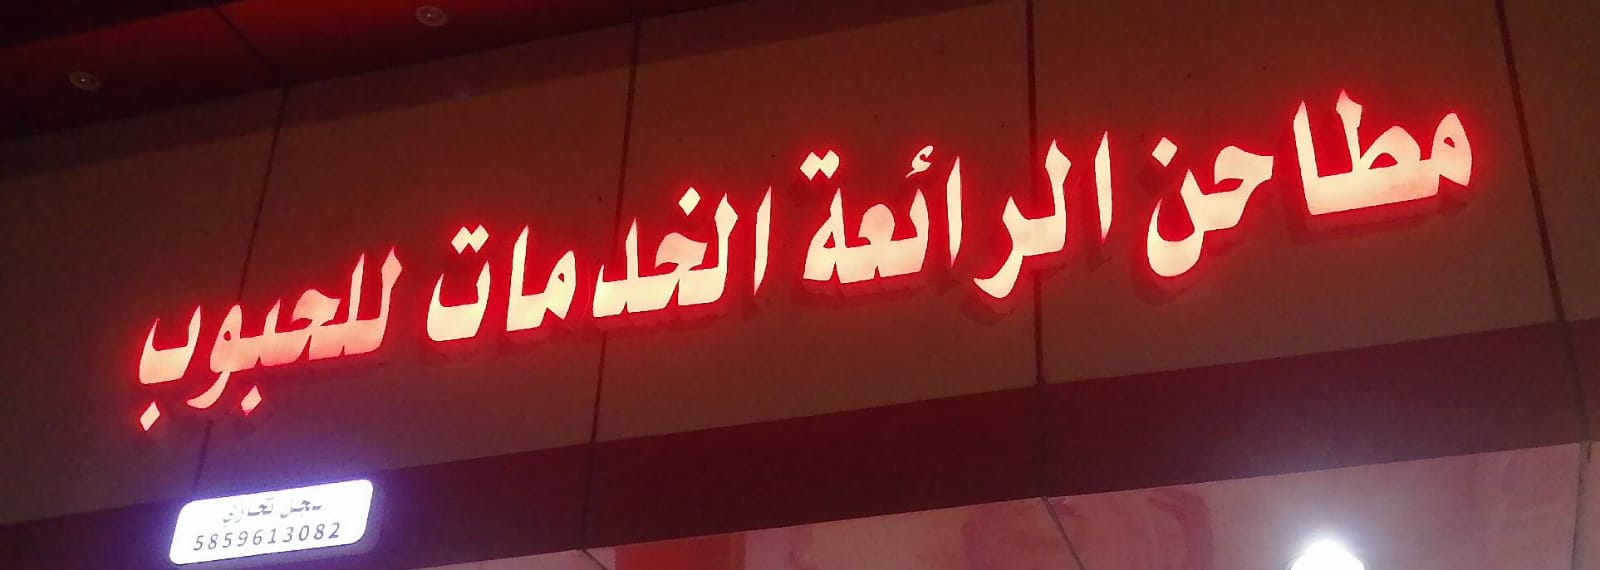 مطاحن الرائعة الخدمات للحبوب
سجل تجاري
5859613082